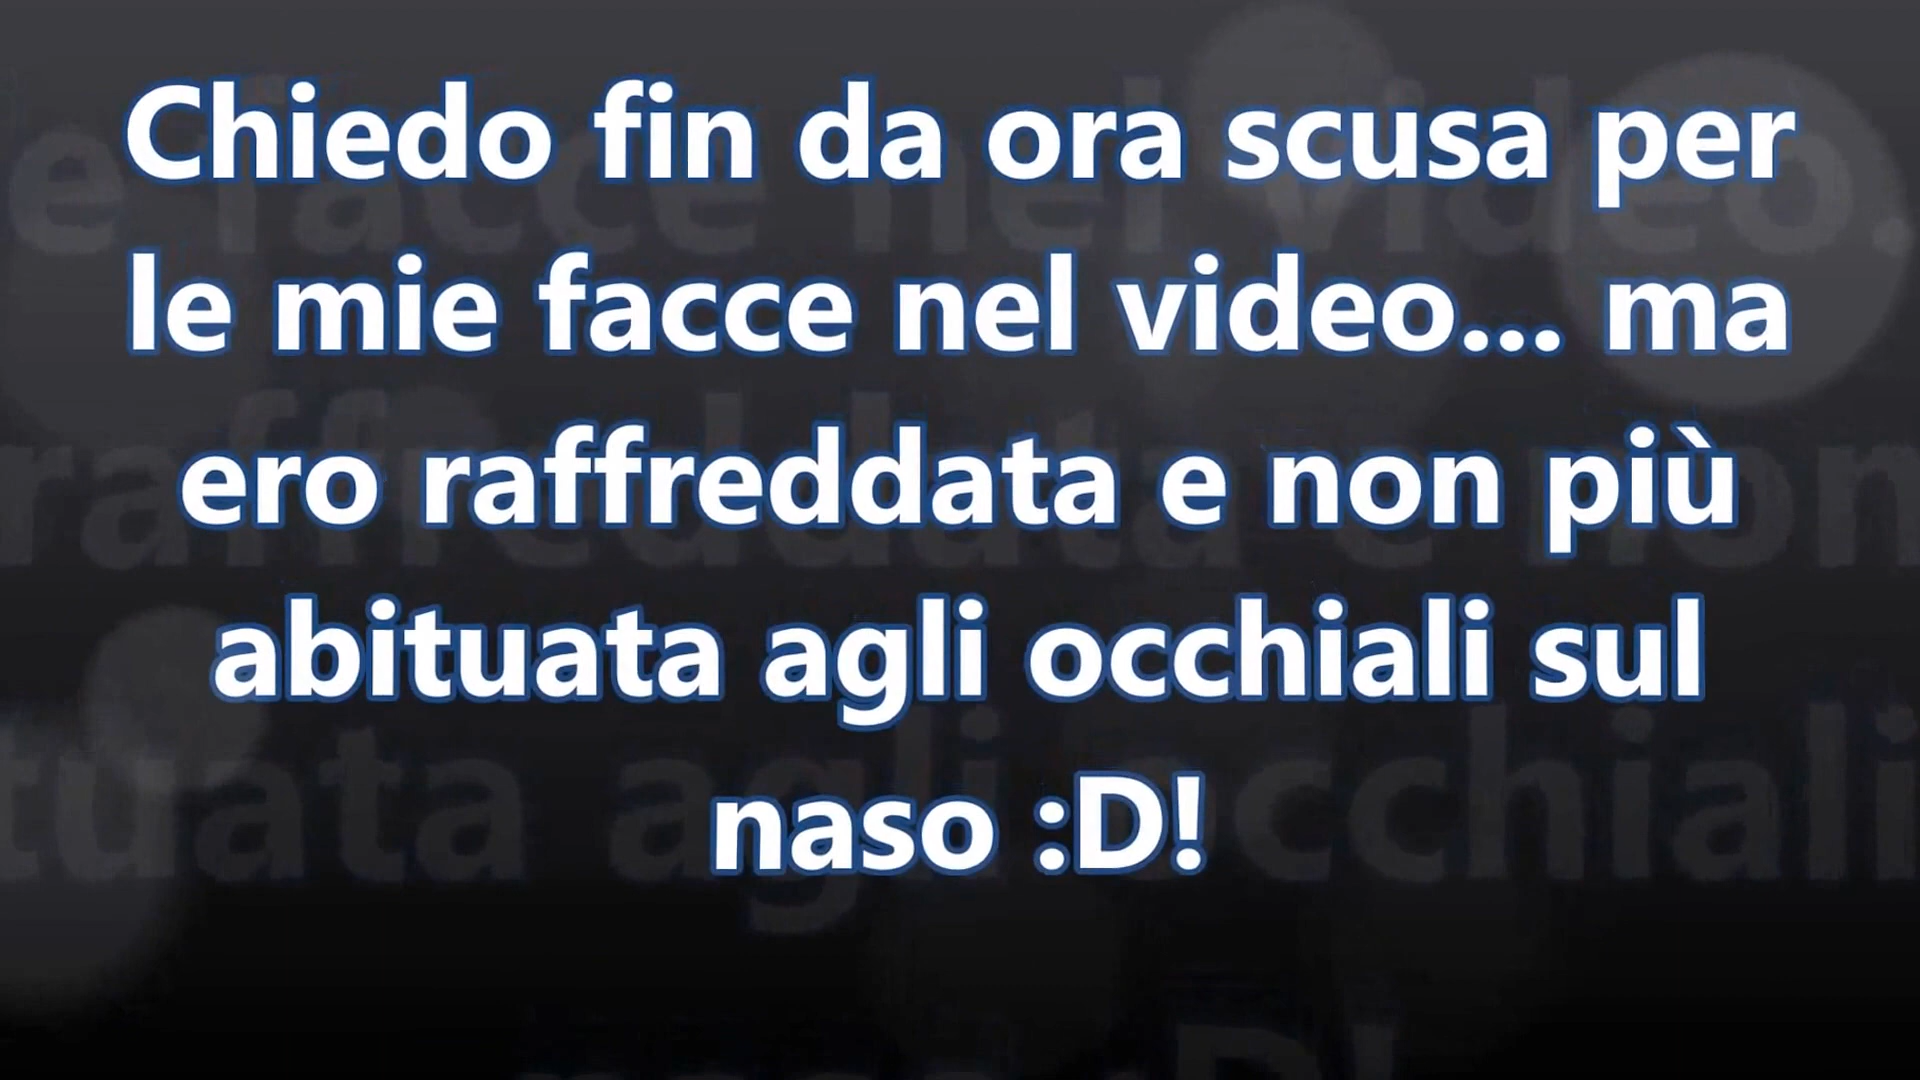 Chiedo fin da ora scusa per
le mie facce nel video... ma
ero raffreddata e non più
abituata agli occhiali sul
naso :D!